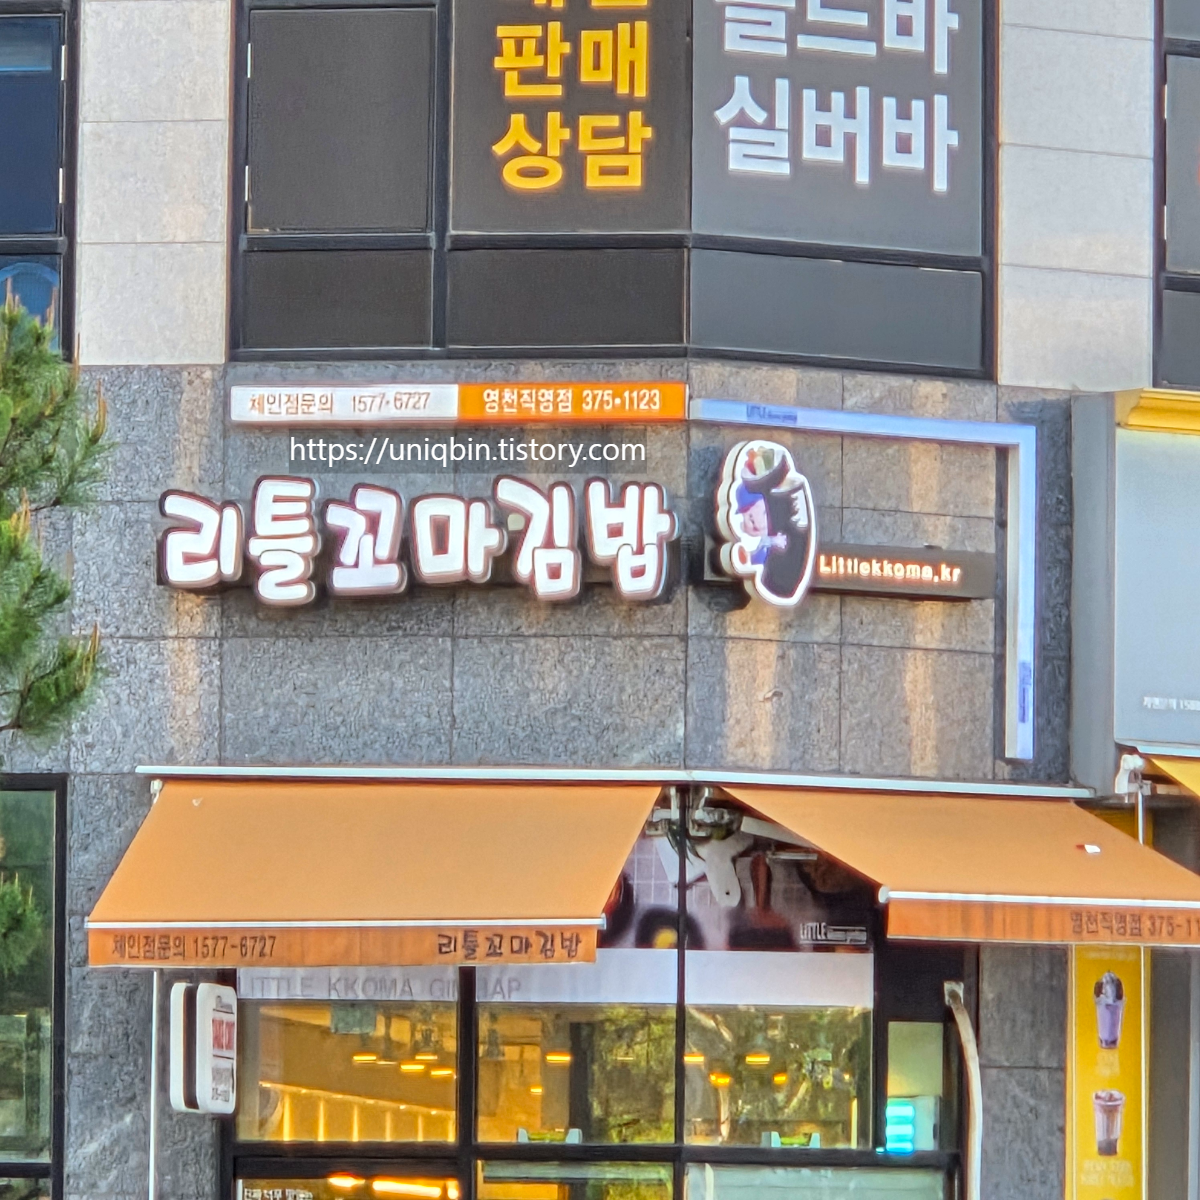 판매
상담
실버바
체인점문의 1577·6727
영천직영점 375·1123
https://uniqbin.tistory.com
리틀꼬마김밥
Littlekkoma.kr
체인점문의 1577-6727
리틀꼬마김밥
영천직영점 375-1
LITTLE
LITTLE KKOMA GIMBAP